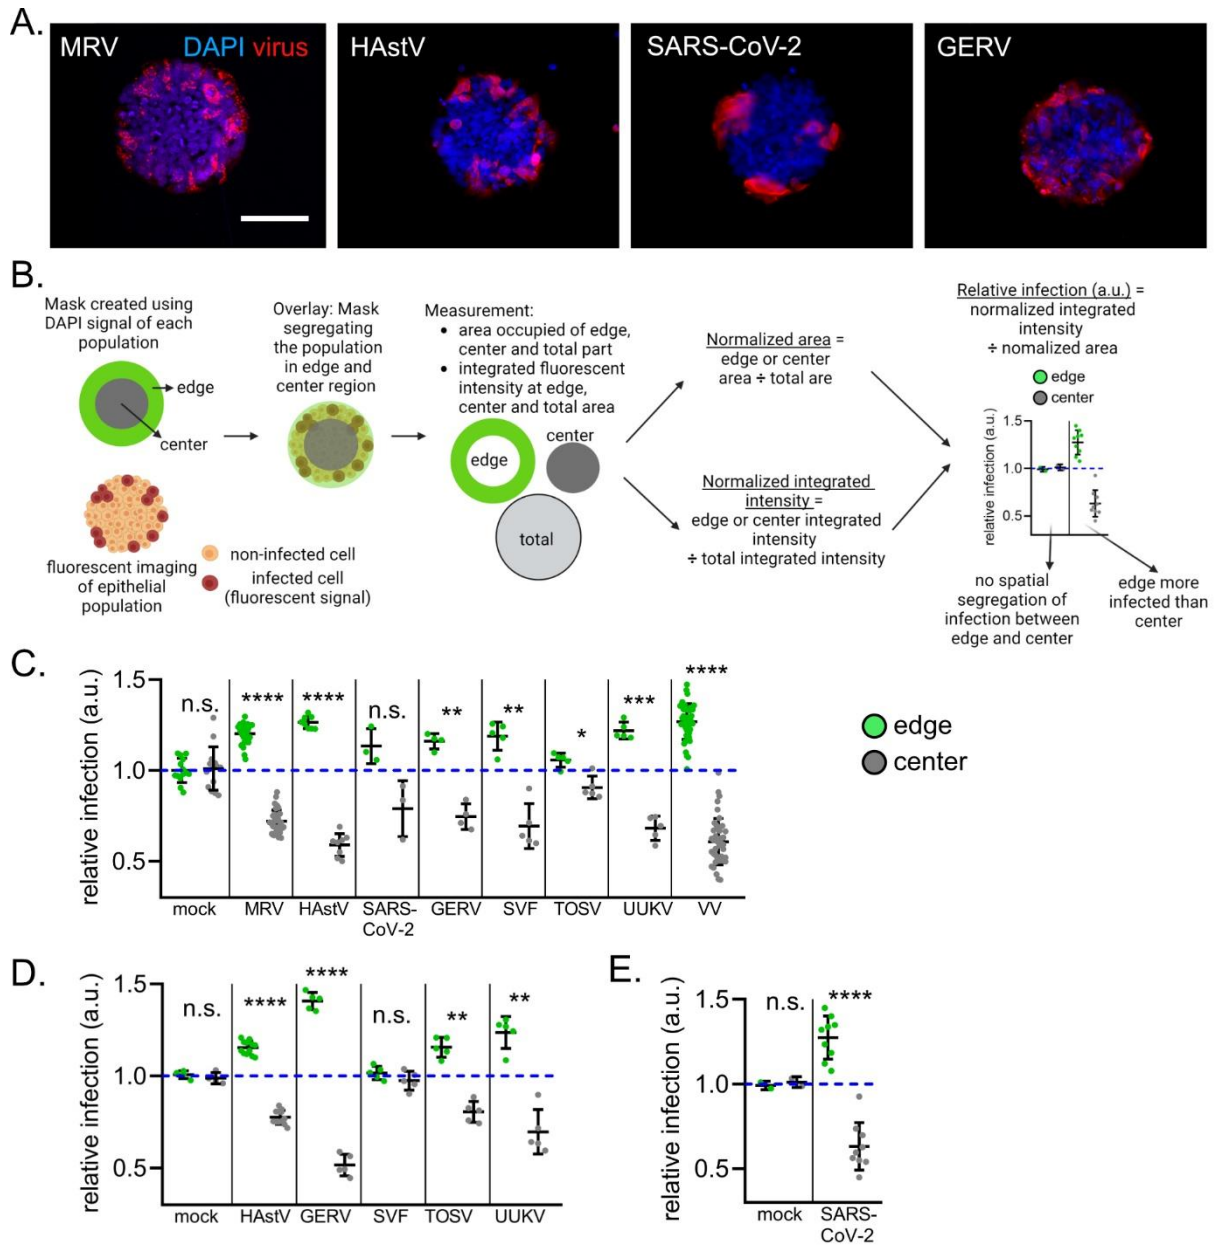 A.
MRV
DAPI virus
HAstV
SARS-CoV-2
GERV
B.
Mask created using
DAPI signal of each
population
edge
center
fluorescent imaging
of epithelial
population
non-infected cell
infected cell
(fluorescent signal)
Overlay: Mask
segregating
the population
in edge and
center region
Measurement:
• area occupied of edge,
center and total part
• integrated fluorescent
intensity at edge,
center and total area
edge
center
total
Normalized area =
edge or center
area ÷ total are
Normalized integrated
intensity =
edge or center integrated
intensity
÷ total integrated intensity
Relative infection (a.u.) =
normalized integrated
intensity
÷ nomalized area
edge
center
relative infection (a.u.)
1.5
1.0
0.5
no spatial
segregation of
infection between
edge and center
edge more
infected than
center
C.
relative infection (a.u.)
1.5
1.0
0.5
n.s.
****
****
n.s.
**
**
*
***
****
mock
MRV
HAstV
SARS-
CoV-2
GERV
SVF
TOSV
UUKV
VV
edge
center
D.
relative infection (a.u.)
1.5
1.0
0.5
n.s.
****
****
n.s.
**
**
mock
HAstV
GERV
SVF
TOSV
UUKV
E.
relative infection (a.u.)
1.5
1.0
0.5
n.s.
****
mock
SARS-
CoV-2